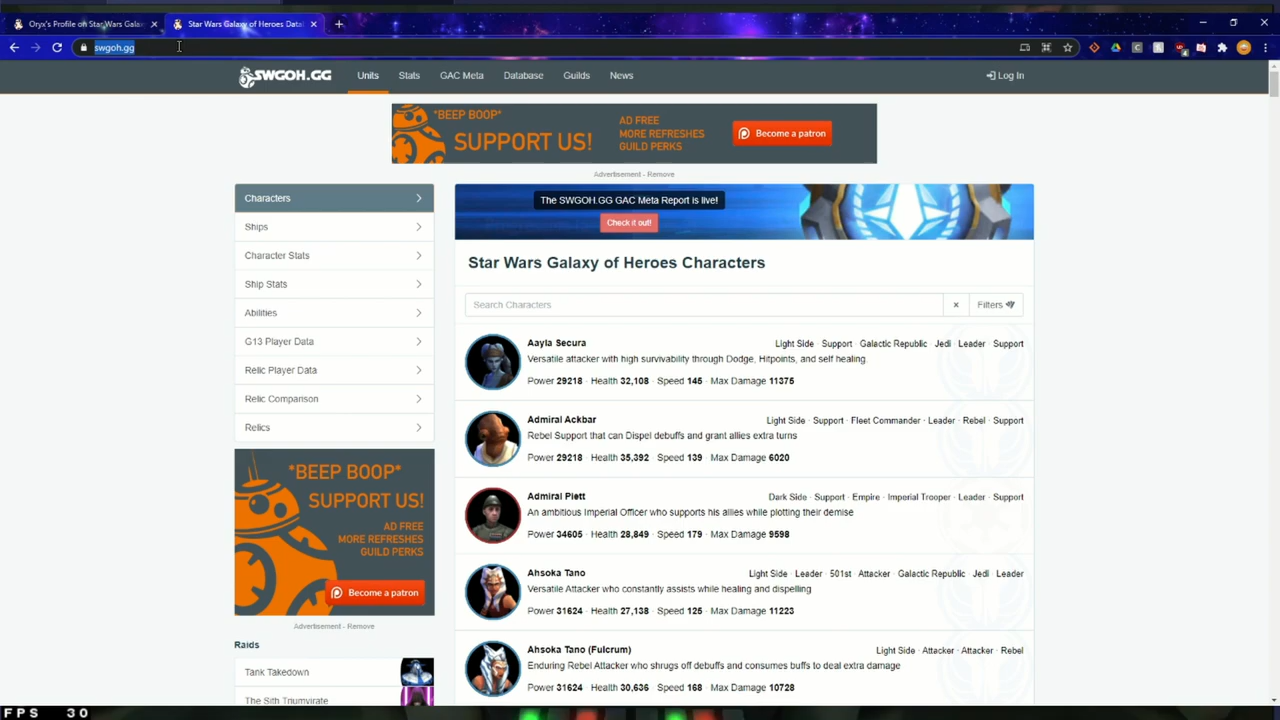 Oryx's Profile on Star Wars Galax
Star Wars Galaxy of Heroes Data
swgoh.gg
SWGOH.GG
Units
Stats
GAC Meta
Database
Guilds
News
Log In
*BEEP BOOP*
SUPPORT US!
AD FREE
MORE REFRESHES
GUILD PERKS
Become a patron
Advertisement - Remove
Characters
Ships
Character Stats
Ship Stats
Abilities
G13 Player Data
Relic Player Data
Relic Comparison
Relics
*BEEP BOOP*
SUPPORT US!
AD FREE
MORE REFRESHES
GUILD PERKS
Become a patron
Advertisement - Remove
Raids
Tank Takedown
The Sith Triumvirate
The SWGOH.GG GAC Meta Report is live!
Check it out!
Star Wars Galaxy of Heroes Characters
Search Characters
×
Filters
Aayla Secura
Light Side · Support · Galactic Republic · Jedi · Leader · Support
Versatile attacker with high survivability through Dodge, Hitpoints, and self healing
Power 29218 · Health 32,108 · Speed 145 · Max Damage 11375
Admiral Ackbar
Light Side · Support · Fleet Commander · Leader · Rebel · Support
Rebel Support that can Dispel debuffs and grant allies extra turns
Power 29218 · Health 35,392 · Speed 139 · Max Damage 6020
Admiral Piett
Dark Side · Support · Empire · Imperial Trooper · Leader · Support
An ambitious Imperial Officer who supports his allies while plotting their demise
Power 34605 · Health 28,849 · Speed 179 · Max Damage 9598
Ahsoka Tano
Light Side · Leader · 501st · Attacker · Galactic Republic · Jedi · Leader
Versatile Attacker who constantly assists while healing and dispelling
Power 31624 · Health 27,138 · Speed 125 · Max Damage 11223
Ahsoka Tano (Fulcrum)
Light Side · Attacker · Attacker · Rebel
Enduring Rebel Attacker who shrugs off debuffs and consumes buffs to deal extra damage
Power 31624 · Health 30,636 · Speed 168 · Max Damage 10728
FPS 30